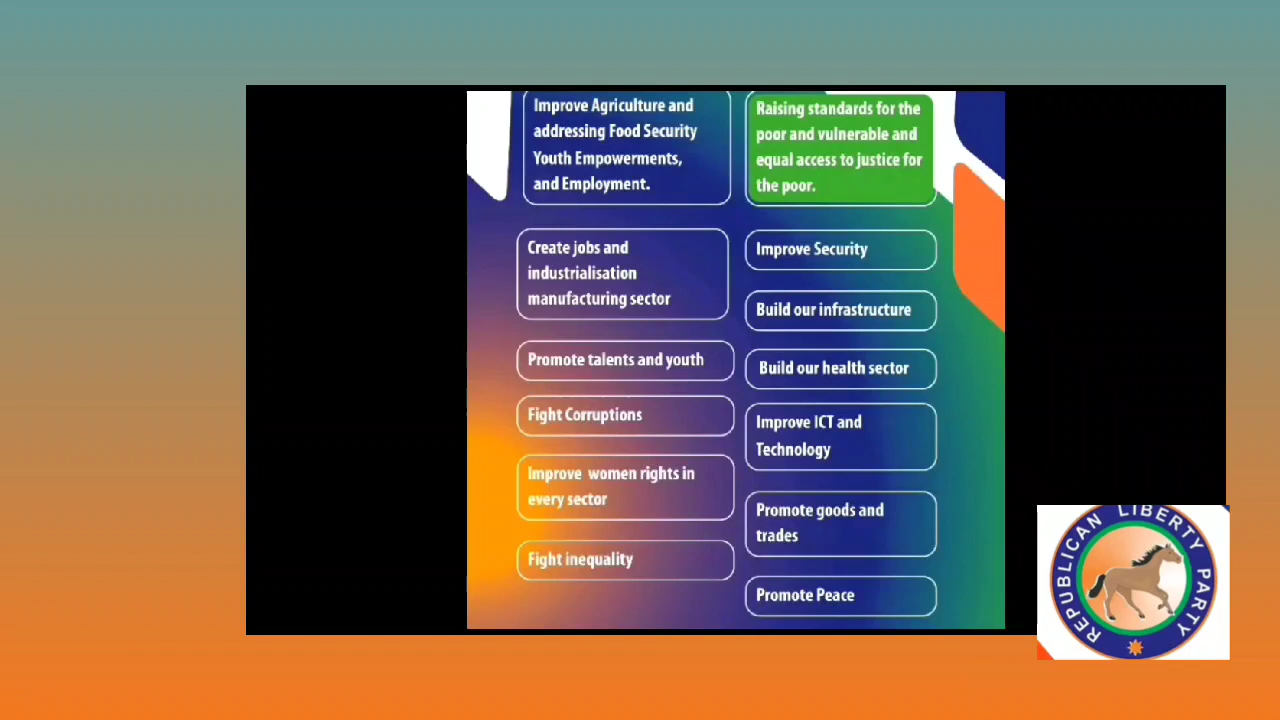 Improve Agriculture and
addressing Food Security
Youth Empowerments,
and Employment.
Create jobs and
industrialisation
manufacturing sector
Promote talents and youth
Fight Corruptions
Improve women rights in
every sector
Fight inequality
Raising standards for the
poor and vulnerable and
equal access to justice for
the poor.
Improve Security
Build our infrastructure
Build our health sector
Improve ICT and
Technology
Promote goods and
trades
Promote Peace
REPUBLICAN LIBERTY PARTY